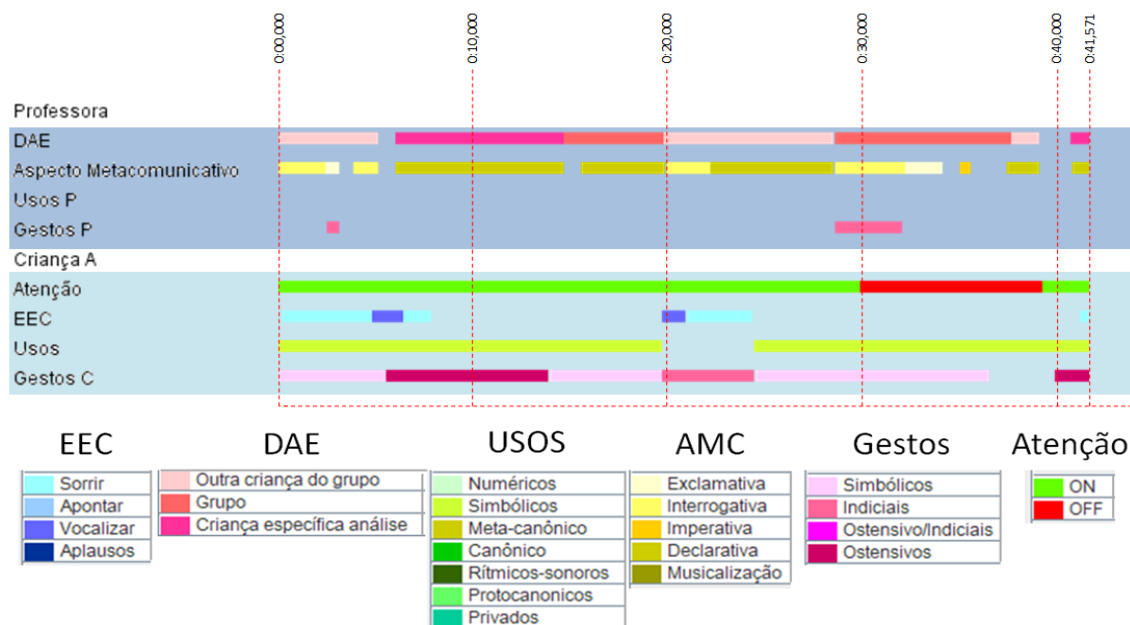 0:00,000
0:10,000
0:20,000
0:30,000
0:40,000
0:41,571
Professora
DAE
Aspecto Metacomunicativo
Usos P
Gestos P
Criança A
Atenção
EEC
Usos
Gestos C
EEC
Sorrir
Apontar
Vocalizar
Aplausos
DAE
Outra criança do grupo
Grupo
Criança específica análise
USOS
Numéricos
Simbólicos
Meta-canônico
Canônico
Rítmicos-sonoros
Protocanonicos
Privados
AMC
Exclamativa
Interrogativa
Imperativa
Declarativa
Musicalização
Gestos
Simbólicos
Indiciais
Ostensivo/Indiciais
Ostensivos
Atenção
ON
OFF